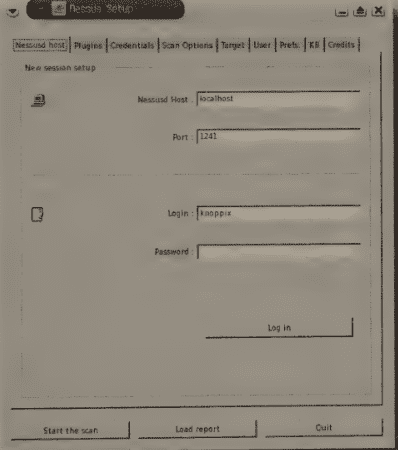 Nessus Setup
Nessusd host Plugins Credentials Scan Options Target User Prefs. KB Credits
New session setup
Nessusd Host : localhost
Port : 1241
Login : knoppix
Password :
Log in
Start the scan Load report Quit